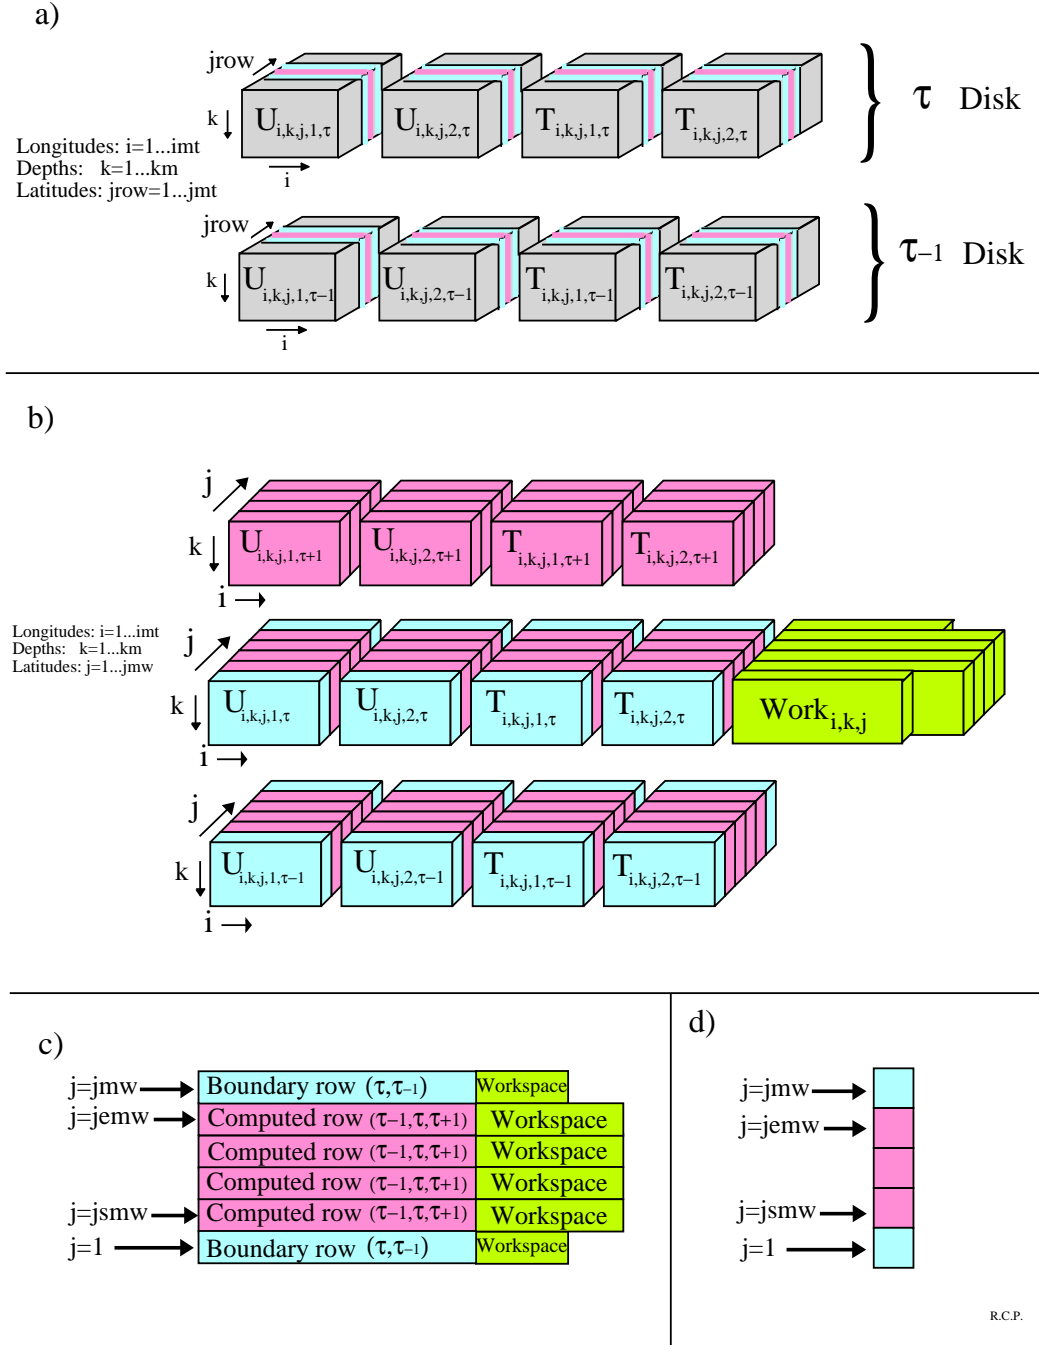 a)
jrow
k
U i,k,j,1,τ
U i,k,j,2,τ
T i,k,j,1,τ
T i,k,j,2,τ
τ Disk
i
Longitudes: i=1...imt
Depths: k=1...km
Latitudes: jrow=1...jmt
jrow
k
U i,k,j,1,τ−1
U i,k,j,2,τ−1
T i,k,j,1,τ−1
T i,k,j,2,τ−1
τ−1 Disk
i
b)
j
k
U i,k,j,1,τ+1
U i,k,j,2,τ+1
T i,k,j,1,τ+1
T i,k,j,2,τ+1
i
Longitudes: i=1...imt
Depths: k=1...km
Latitudes: j=1...jmw
j
k
U i,k,j,1,τ
U i,k,j,2,τ
T i,k,j,1,τ
T i,k,j,2,τ
Work i,k,j
i
j
k
U i,k,j,1,τ−1
U i,k,j,2,τ−1
T i,k,j,1,τ−1
T i,k,j,2,τ−1
i
c)
j=jmw Boundary row (τ,τ−1) Workspace
j=jemw Computed row (τ−1,τ,τ+1) Workspace
Computed row (τ−1,τ,τ+1) Workspace
Computed row (τ−1,τ,τ+1) Workspace
j=jsmw Computed row (τ−1,τ,τ+1) Workspace
j=1 Boundary row (τ,τ−1) Workspace
d)
j=jmw
j=jemw
j=jsmw
j=1
R.C.P.